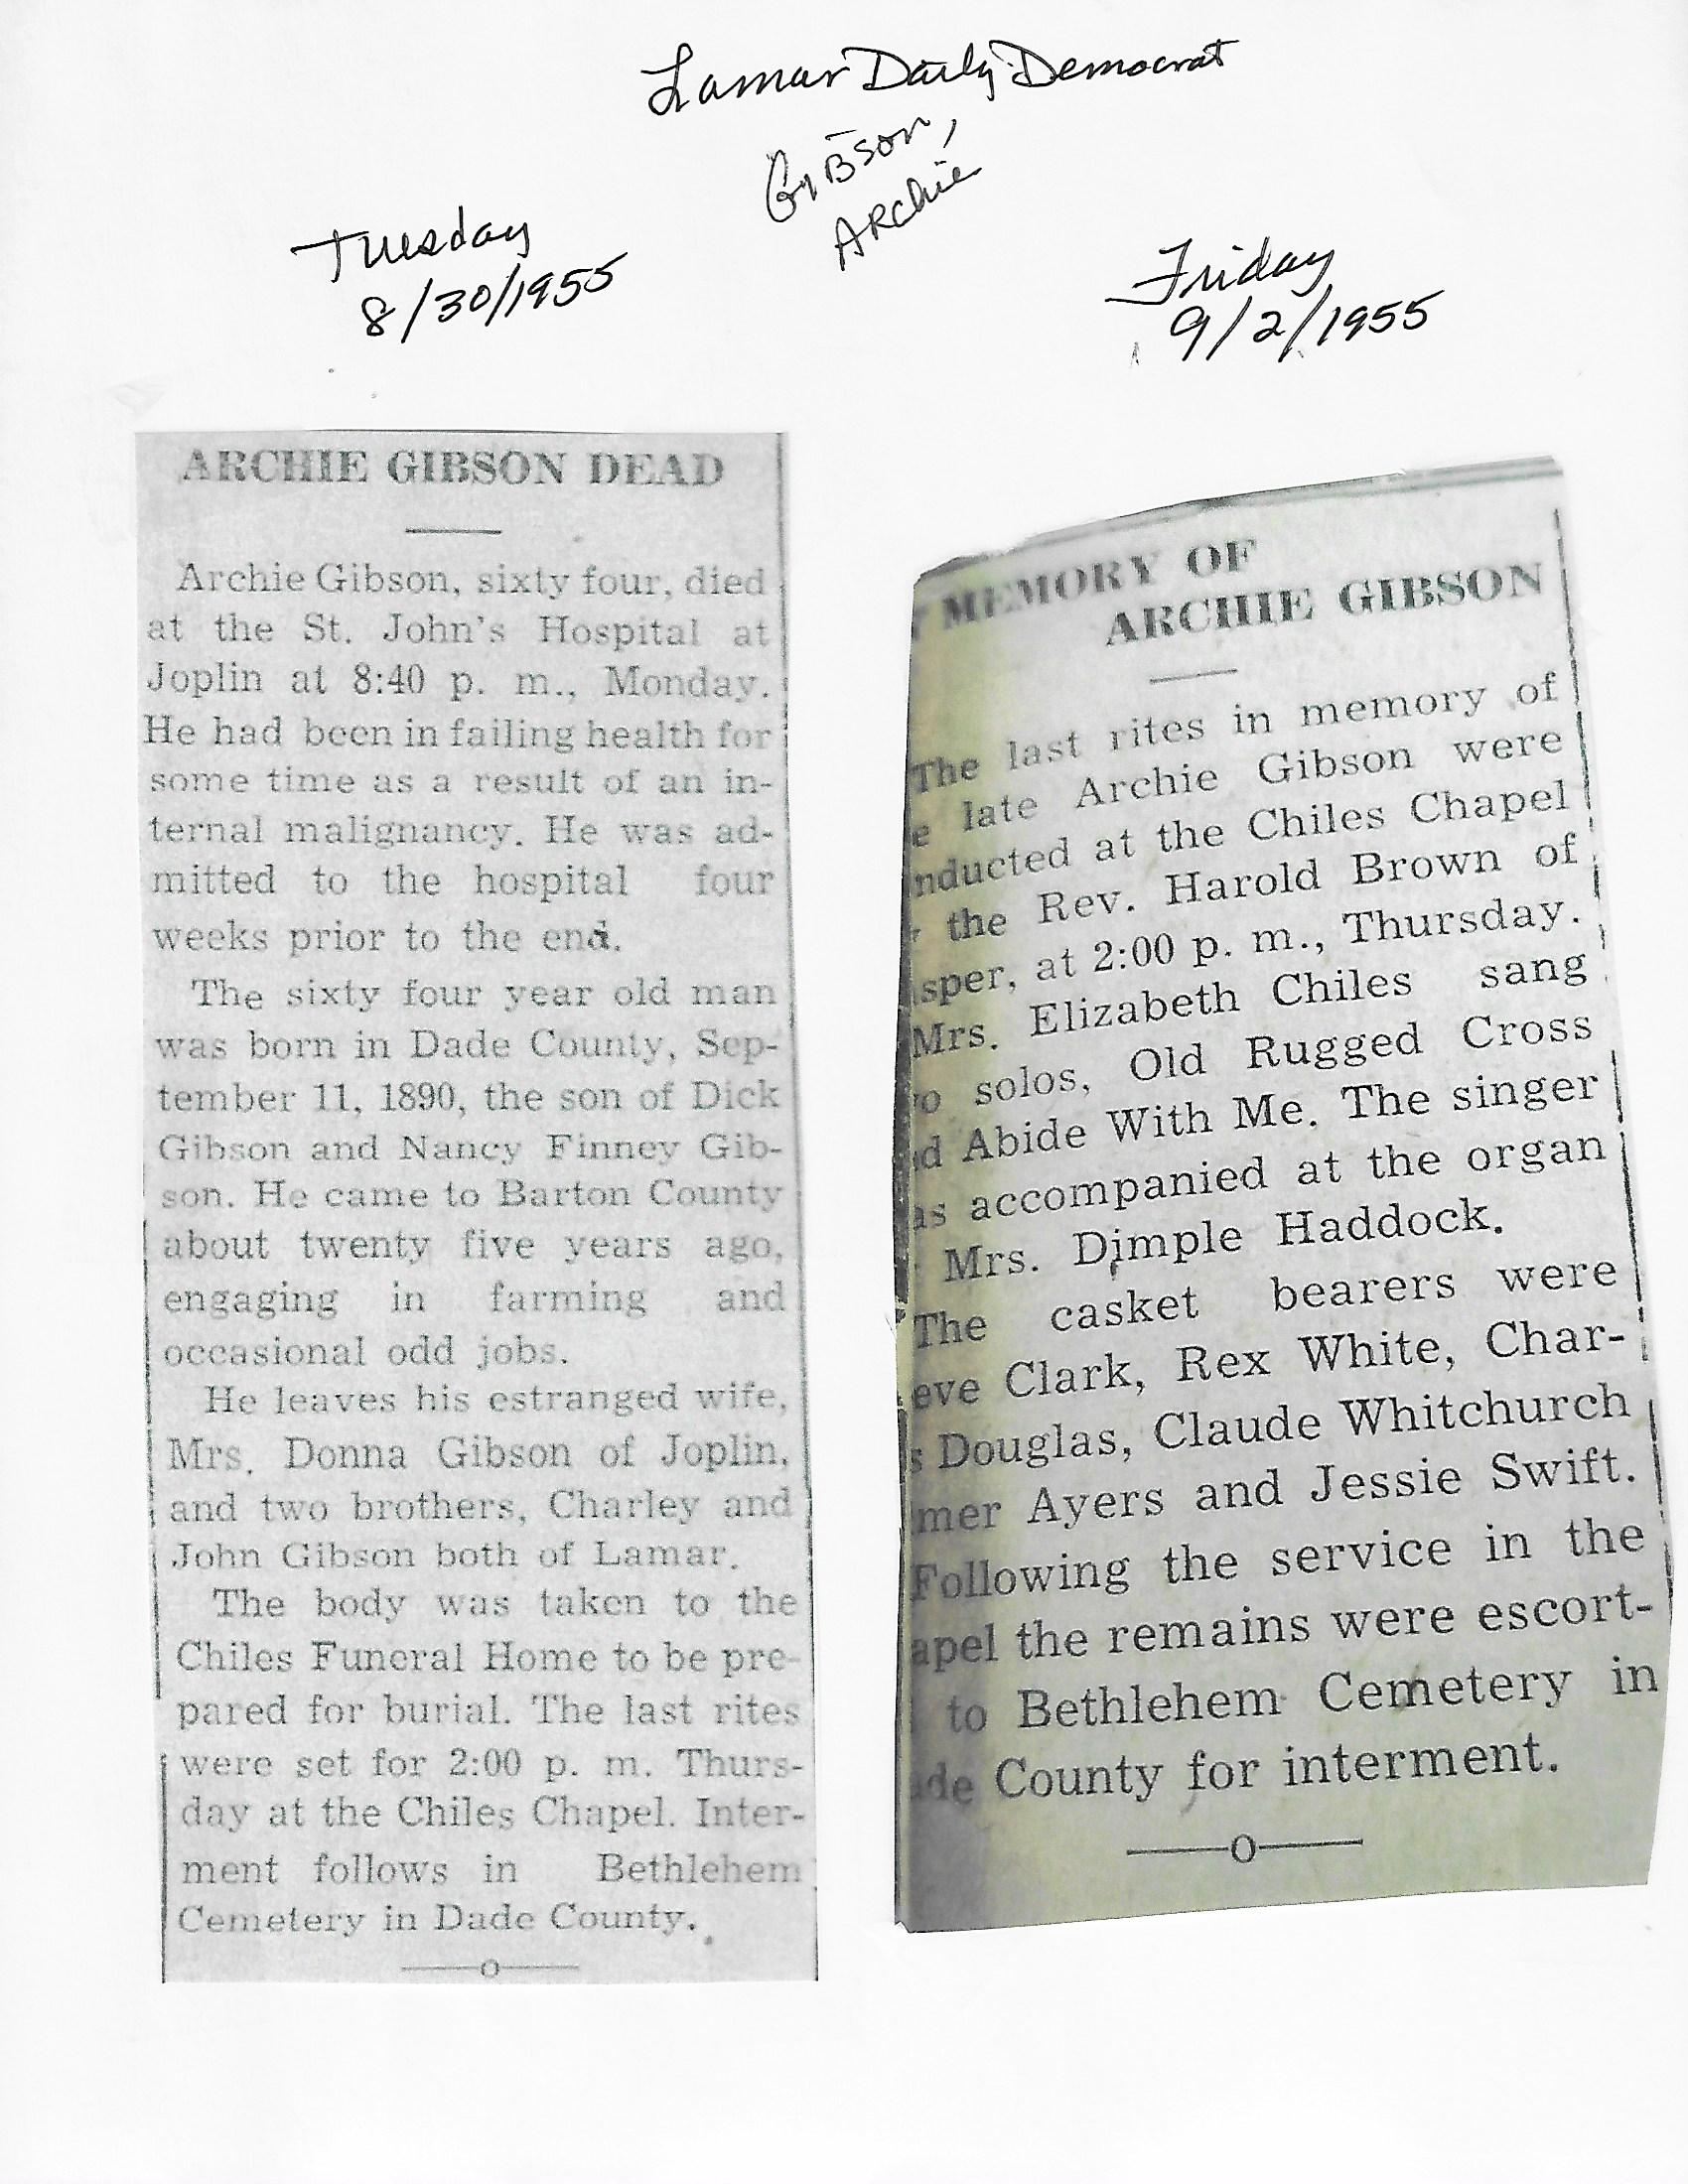 Lamar Daily Democrat
Gibson,
Archie
Tuesday
8/30/1955
Friday
9/2/1955
ARCHIE GIBSON DEAD
Archie Gibson, sixty four, died
at the St. John's Hospital at
Joplin at 8:40 p. m., Monday.
He had been in failing health for
some time as a result of an in-
ternal malignancy. He was ad-
mitted to the hospital four
weeks prior to the end.
The sixty four year old man
was born in Dade County, Sep-
tember 11, 1890, the son of Dick
Gibson and Nancy Finney Gib-
son. He came to Barton County
about twenty five years ago,
engaging in farming and
occasional odd jobs.
He leaves his estranged wife,
Mrs. Donna Gibson of Joplin,
and two brothers, Charley and
John Gibson both of Lamar.
The body was taken to the
Chiles Funeral Home to be pre-
pared for burial. The last rites
were set for 2:00 p. m. Thurs-
day at the Chiles Chapel. Inter-
ment follows in Bethlehem
Cemetery in Dade County.
MEMORY OF
ARCHIE GIBSON
The last rites in memory of
e late Archie Gibson were
nducted at the Chiles Chapel
the Rev. Harold Brown of
sper, at 2:00 p. m., Thursday.
Mrs. Elizabeth Chiles sang
o solos, Old Rugged Cross
d Abide With Me. The singer
as accompanied at the organ
Mrs. Dimple Haddock.
The casket bearers were
eve Clark, Rex White, Char-
s Douglas, Claude Whitchurch
mer Ayers and Jessie Swift.
Following the service in the
apel the remains were escort-
to Bethlehem Cemetery in
de County for interment.